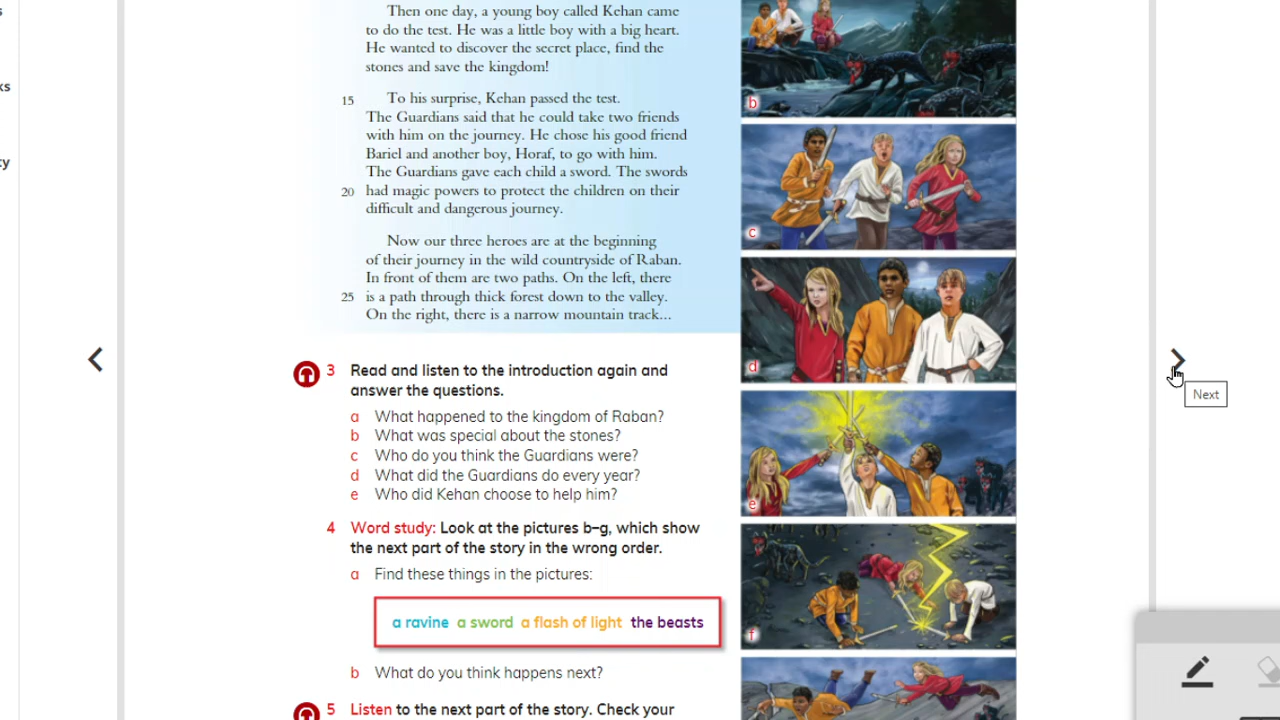 s
ks
ty
Then one day, a young boy called Kehan came
to do the test. He was a little boy with a big heart.
He wanted to discover the secret place, find the
stones and save the kingdom!
15 To his surprise, Kehan passed the test.
The Guardians said that he could take two friends
with him on the journey. He chose his good friend
Bariel and another boy, Horaf, to go with him.
The Guardians gave each child a sword. The swords
20 had magic powers to protect the children on their
difficult and dangerous journey.
Now our three heroes are at the beginning
of their journey in the wild countryside of Raban.
In front of them are two paths. On the left, there
25 is a path through thick forest down to the valley.
On the right, there is a narrow mountain track...
3 Read and listen to the introduction again and
answer the questions.
a What happened to the kingdom of Raban?
b What was special about the stones?
c Who do you think the Guardians were?
d What did the Guardians do every year?
e Who did Kehan choose to help him?
4 Word study: Look at the pictures b–g, which show
the next part of the story in the wrong order.
a Find these things in the pictures:
a ravine a sword a flash of light the beasts
b What do you think happens next?
5 Listen to the next part of the story. Check your
b
c
d
e
f
Next